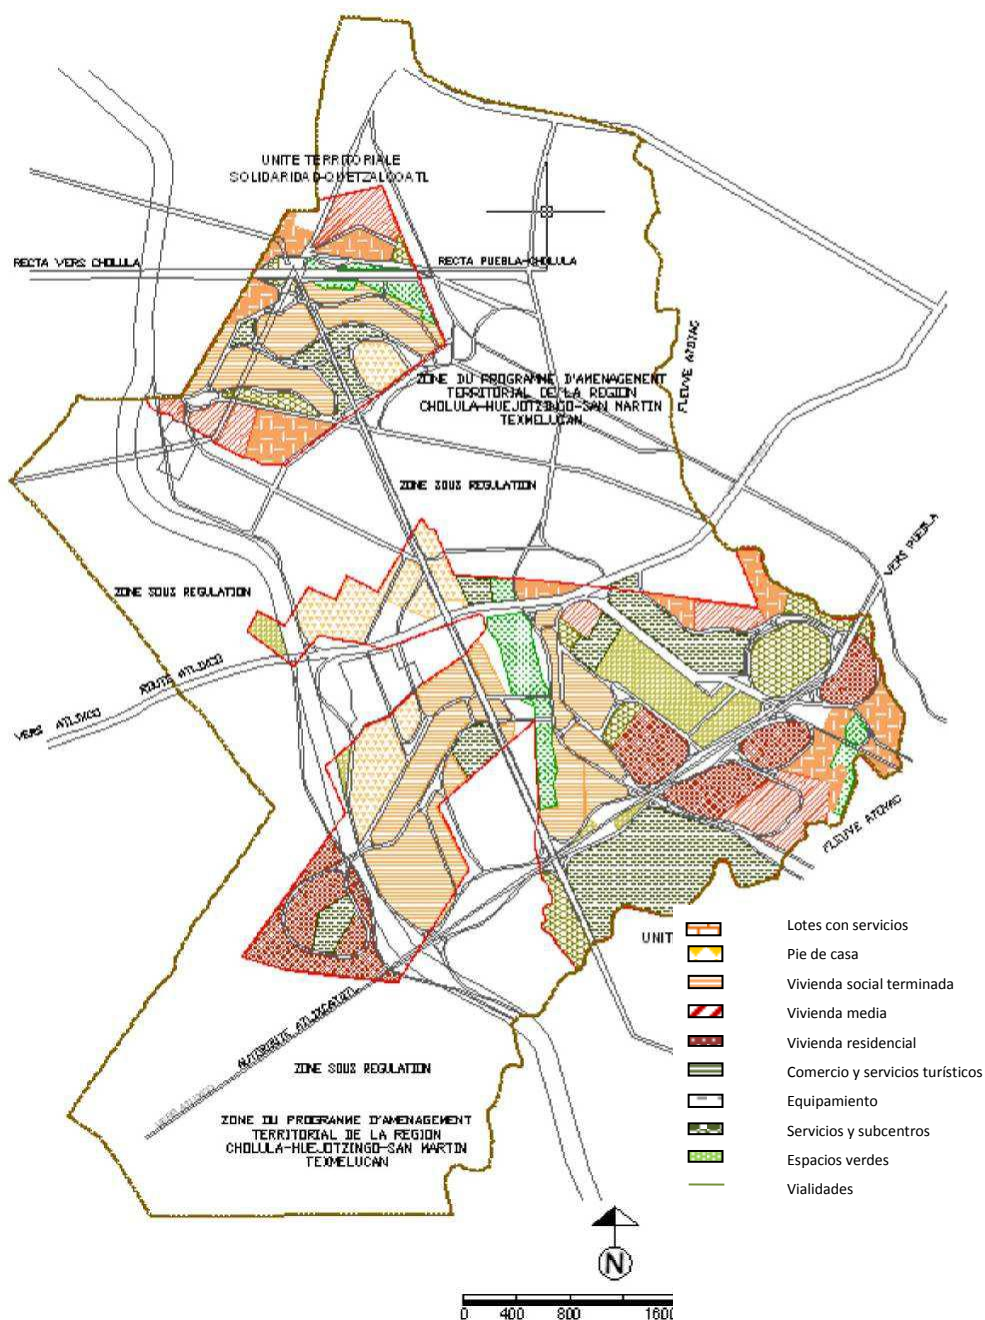 UNITE TERRITORIALE
SOLIDARIDAD-QUETZALCOATL
RECTA VERS CHOLULA
RECTA PUEBLA-CHOLULA
FLEUVE ATOYAC
ZONE DU PROGRAMME D'AMENAGEMENT
TERRITORIAL DE LA REGION
CHOLULA-HUEJOTZINGO-SAN MARTIN
TEXMELUCAN
ZONE SOUS REGULATION
VERS PUEBLA
ZONE SOUS REGULATION
ROUTE ATLIXCO
VERS ATLIXCO
FLEUVE ATOYAC
UNIT
Lotes con servicios
Pie de casa
Vivienda social terminada
Vivienda media
Vivienda residencial
Comercio y servicios turísticos
Equipamiento
Servicios y subcentros
Espacios verdes
Vialidades
ZONE SOUS REGULATION
VERS ATLIXCO
ZONE DU PROGRAMME D'AMENAGEMENT
TERRITORIAL DE LA REGION
CHOLULA-HUEJOTZINGO-SAN MARTIN
TEXMELUCAN
N
0 400 800 1600